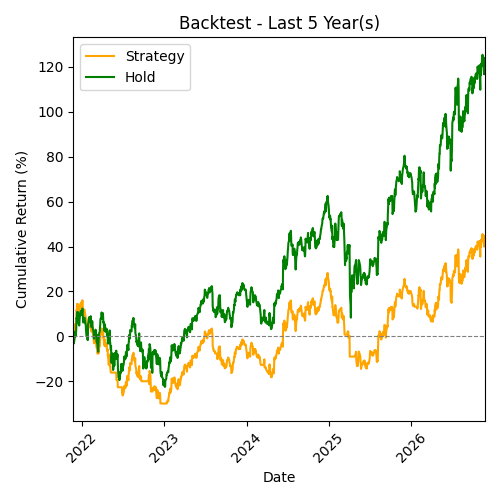 Backtest - Last 5 Year(s)
Strategy
Hold
Cumulative Return (%)
120
100
80
60
40
20
0
−20
2022
2023
2024
2025
2026
Date